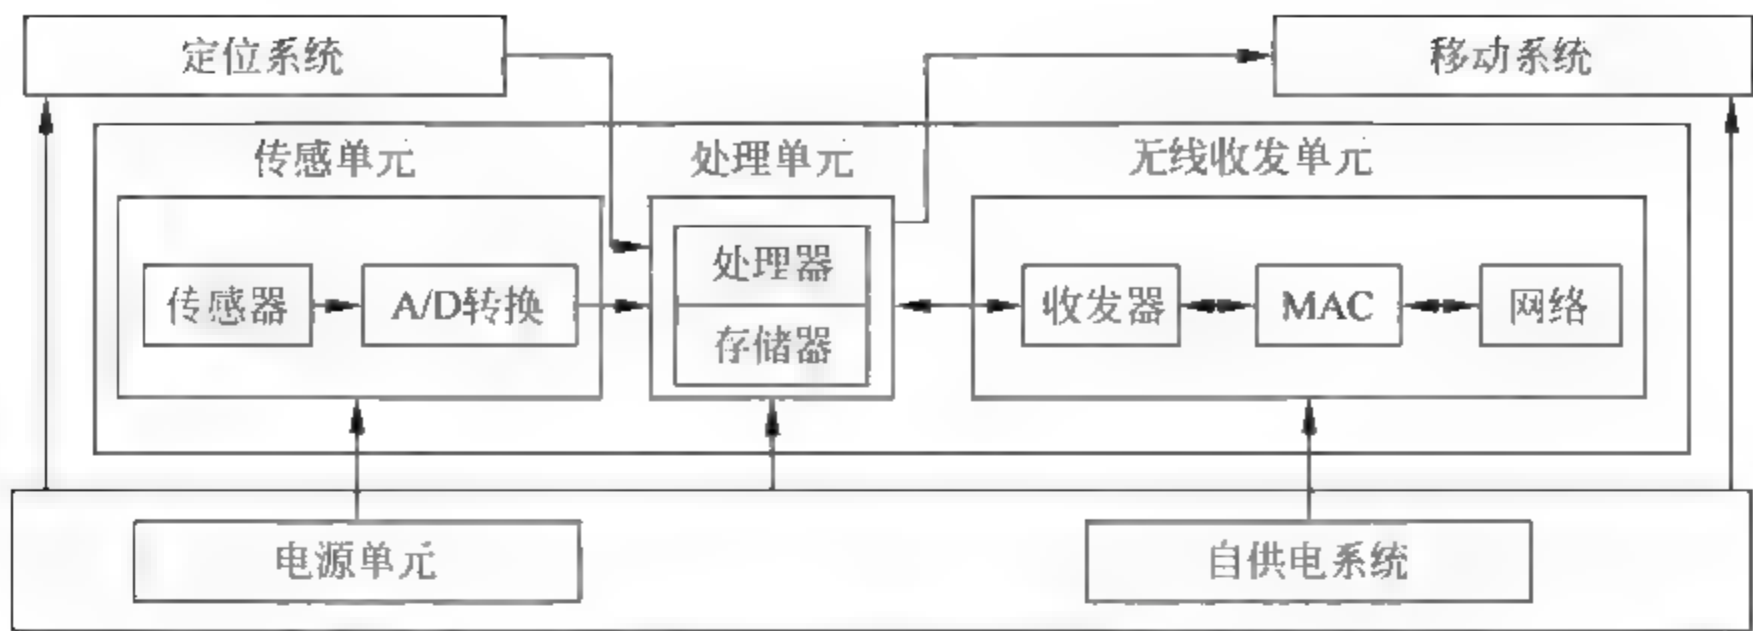 定位系统
移动系统
传感单元
处理单元
无线收发单元
传感器
A/D转换
处理器
存储器
收发器
MAC
网络
电源单元
自供电系统